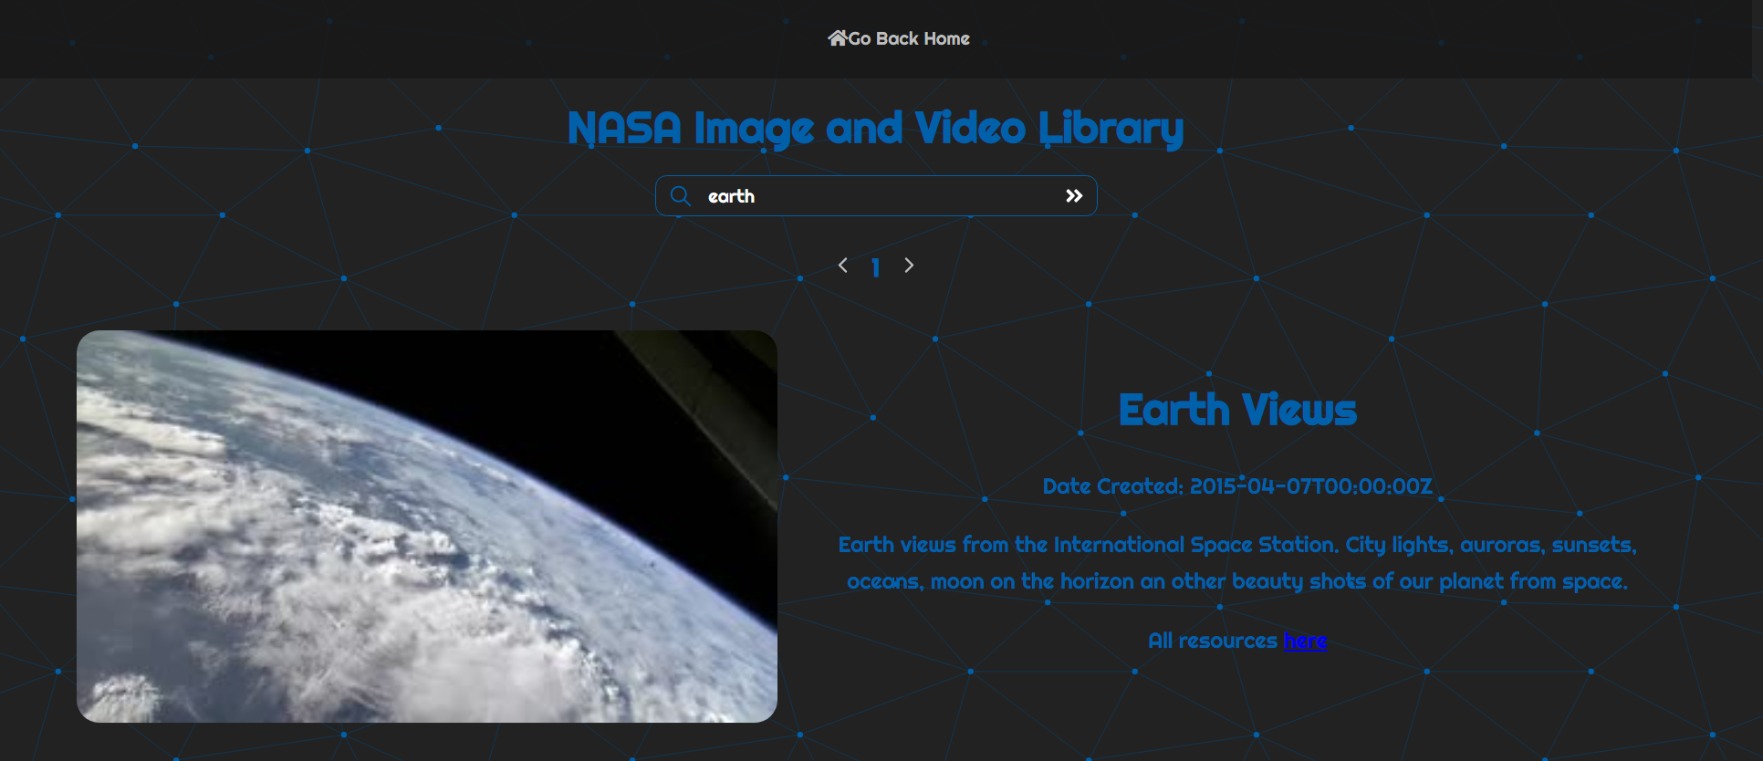 Go Back Home
NASA Image and Video Library
earth
1
Earth Views
Date Created: 2015-04-07T00:00:00Z
Earth views from the International Space Station. City lights, auroras, sunsets,
oceans, moon on the horizon an other beauty shots of our planet from space.
All resources here